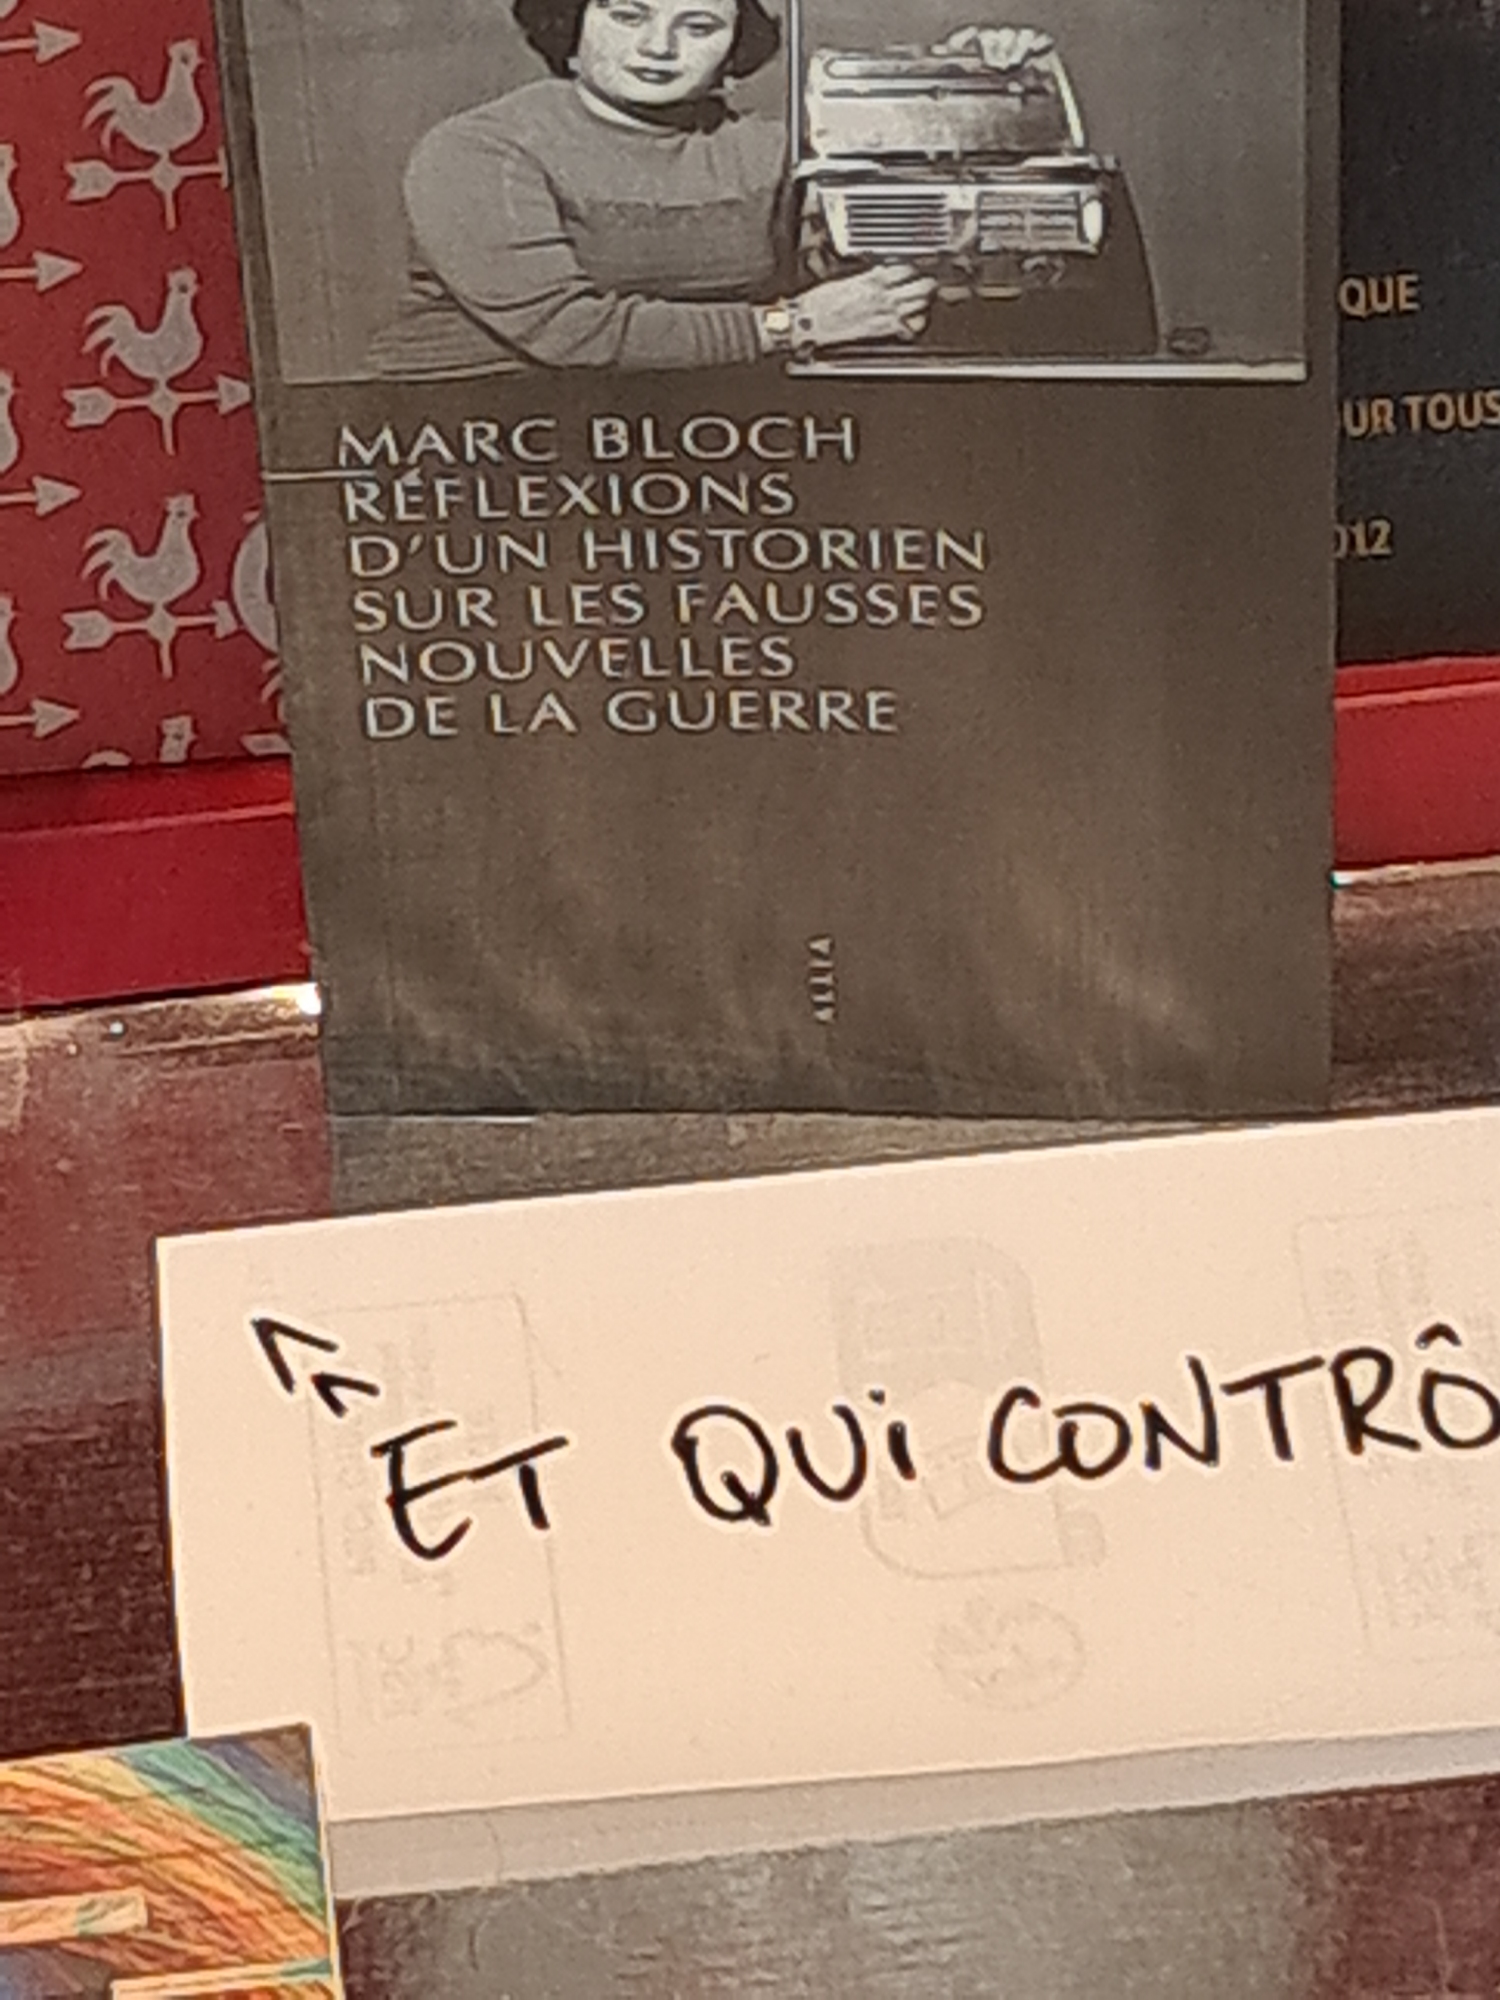 MARC BLOCH
RÉFLEXIONS
D'UN HISTORIEN
SUR LES FAUSSES
NOUVELLES
DE LA GUERRE
ALLIA
QUE
UR TOUS
012
ET QUI CONTRÔ